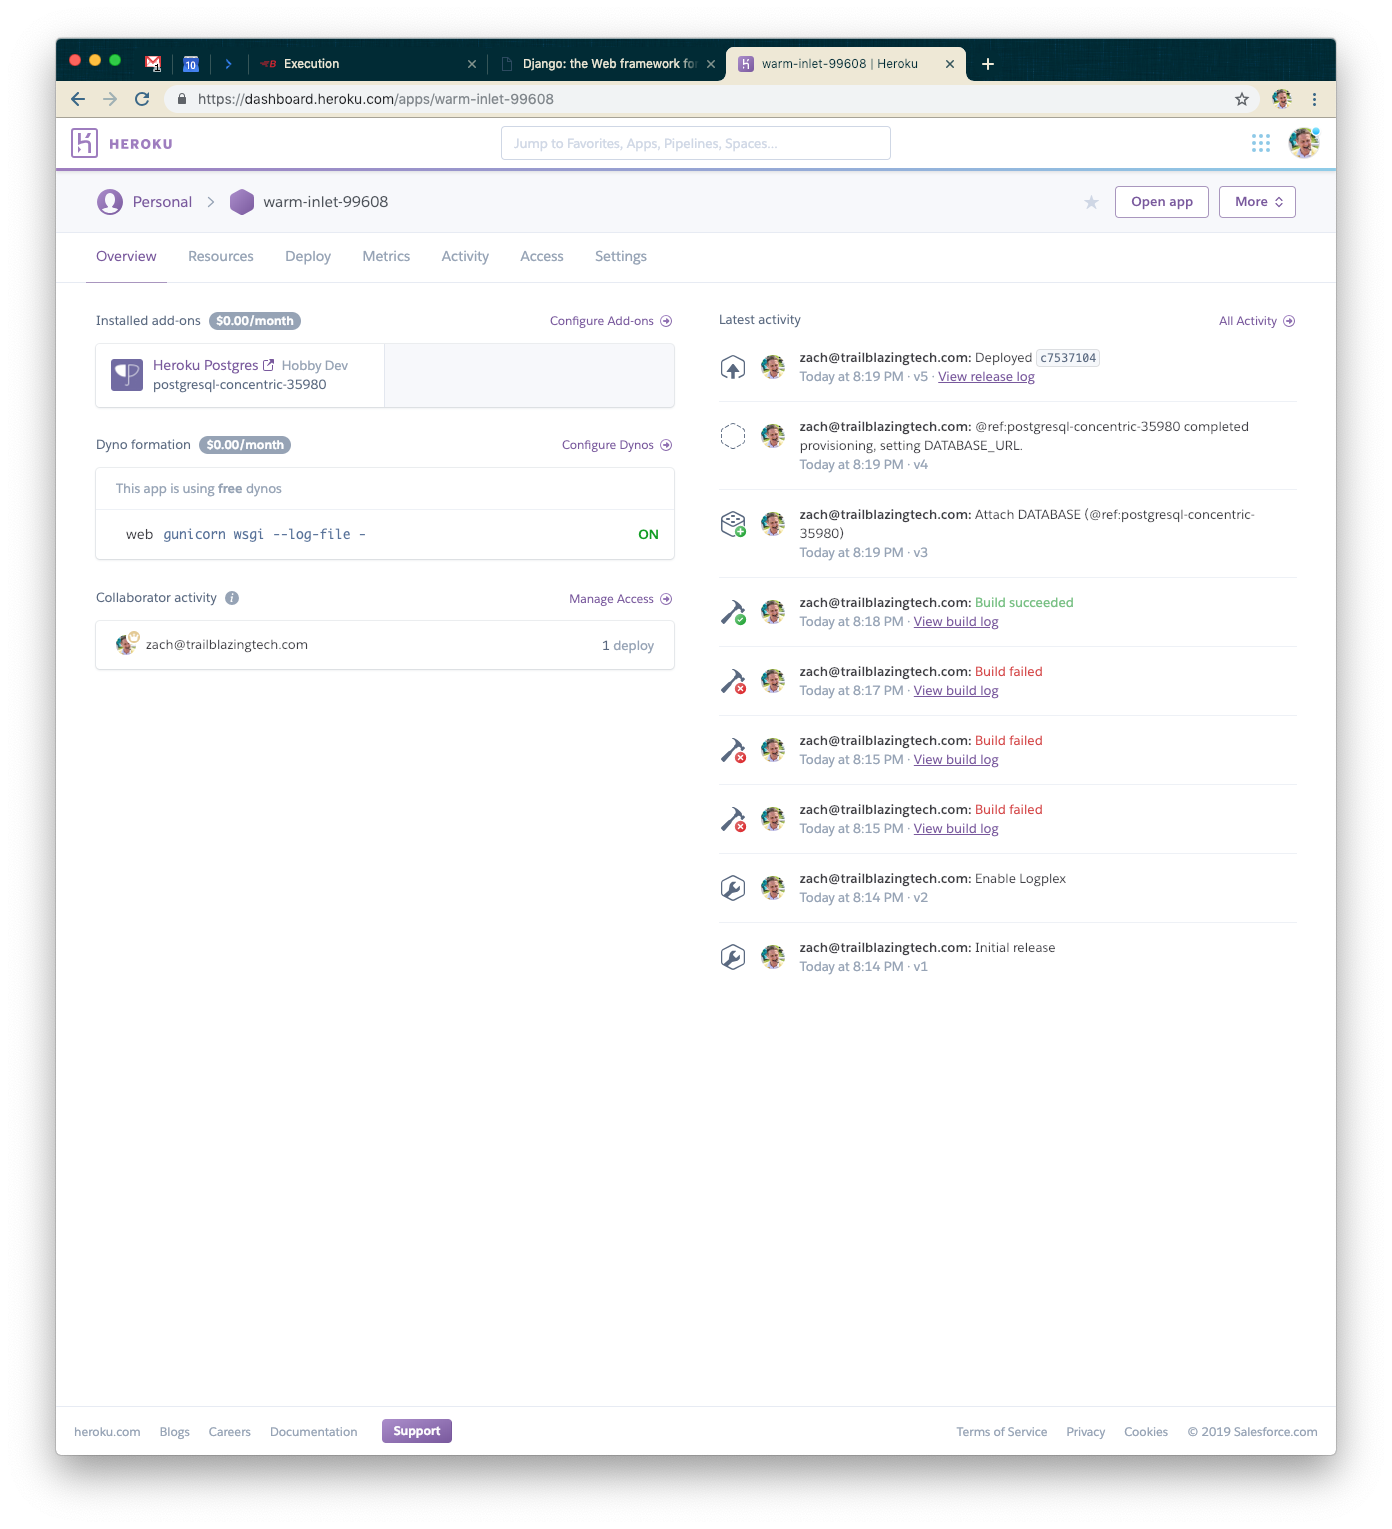 1
10
B
Execution
Django: the Web framework for
warm-inlet-99608 | Heroku
https://dashboard.heroku.com/apps/warm-inlet-99608
HEROKU
Jump to Favorites, Apps, Pipelines, Spaces...
Personal
warm-inlet-99608
Open app
More
Overview
Resources
Deploy
Metrics
Activity
Access
Settings
Installed add-ons $0.00/month
Configure Add-ons
Heroku Postgres Hobby Dev
postgresql-concentric-35980
Dyno formation $0.00/month
Configure Dynos
This app is using free dynos
web gunicorn wsgi --log-file -
ON
Collaborator activity
Manage Access
zach@trailblazingtech.com
1 deploy
Latest activity
All Activity
zach@trailblazingtech.com: Deployed c7537104
Today at 8:19 PM · v5 · View release log
zach@trailblazingtech.com: @ref:postgresql-concentric-35980 completed
provisioning, setting DATABASE_URL.
Today at 8:19 PM · v4
zach@trailblazingtech.com: Attach DATABASE (@ref:postgresql-concentric-
35980)
Today at 8:19 PM · v3
zach@trailblazingtech.com: Build succeeded
Today at 8:18 PM · View build log
zach@trailblazingtech.com: Build failed
Today at 8:17 PM · View build log
zach@trailblazingtech.com: Build failed
Today at 8:15 PM · View build log
zach@trailblazingtech.com: Build failed
Today at 8:15 PM · View build log
zach@trailblazingtech.com: Enable Logplex
Today at 8:14 PM · v2
zach@trailblazingtech.com: Initial release
Today at 8:14 PM · v1
heroku.com
Blogs
Careers
Documentation
Support
Terms of Service
Privacy
Cookies
© 2019 Salesforce.com